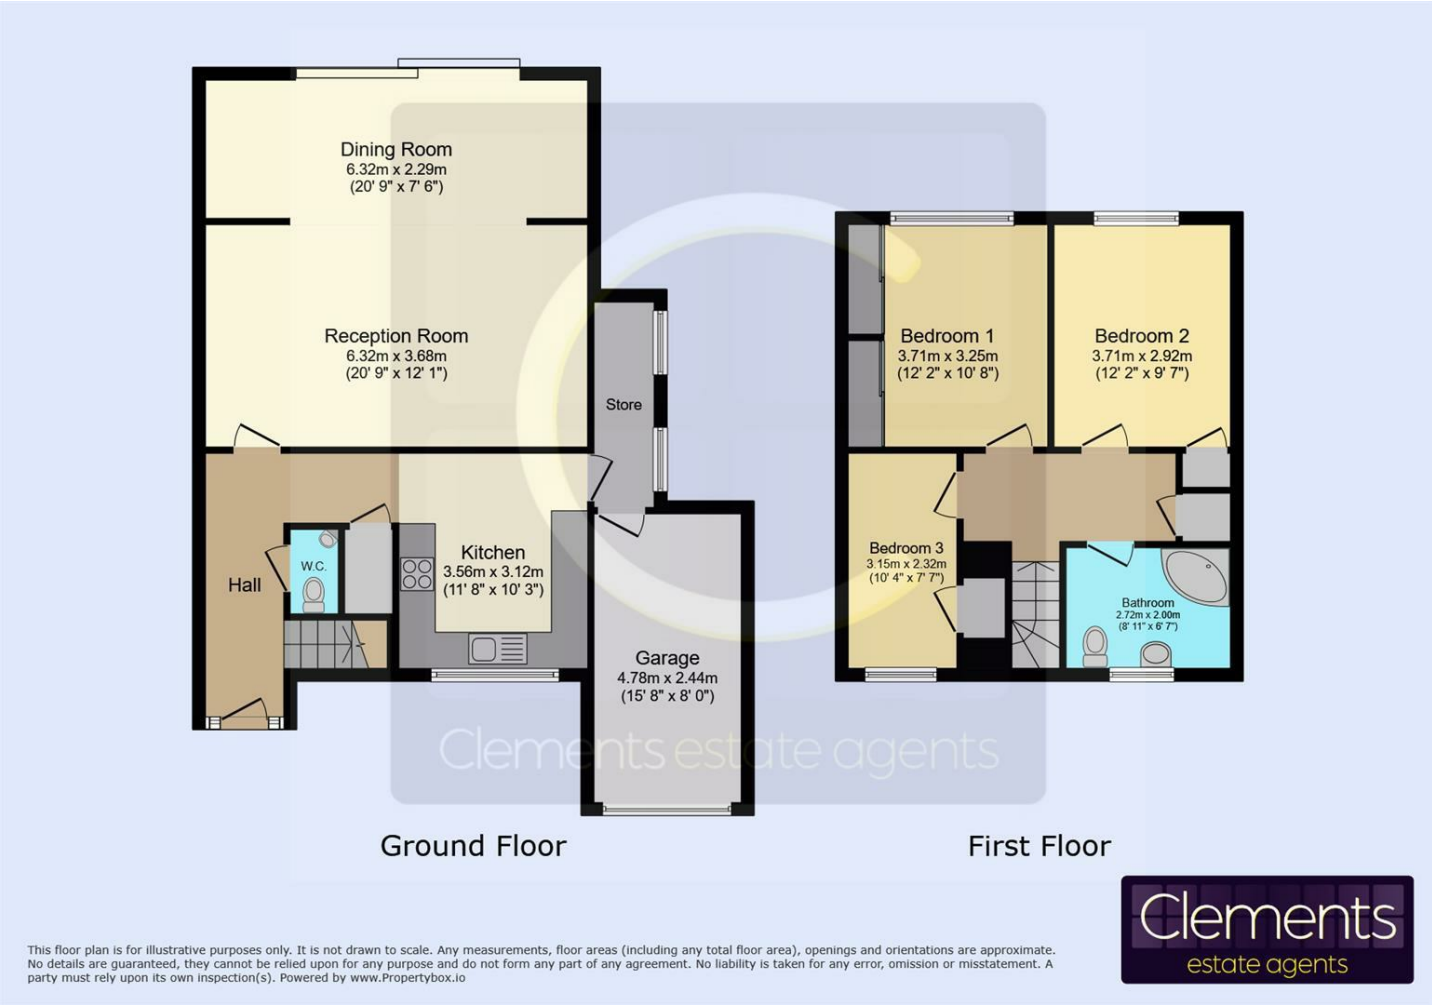 Dining Room
6.32m x 2.29m
(20' 9" x 7' 6")
Reception Room
6.32m x 3.68m
(20' 9" x 12' 1")
Store
Kitchen
3.56m x 3.12m
(11' 8" x 10' 3")
W.C.
Hall
Garage
4.78m x 2.44m
(15' 8" x 8' 0")
Clements estate agents
Ground Floor
Bedroom 1
3.71m x 3.25m
(12' 2" x 10' 8")
Bedroom 2
3.71m x 2.92m
(12' 2" x 9' 7")
Bedroom 3
3.15m x 2.32m
(10' 4" x 7' 7")
Bathroom
2.72m x 2.00m
(8' 11" x 6' 7")
First Floor
Clements
estate agents
This floor plan is for illustrative purposes only. It is not drawn to scale. Any measurements, floor areas (including any total floor area), openings and orientations are approximate.
No details are guaranteed, they cannot be relied upon for any purpose and do not form any part of any agreement. No liability is taken for any error, omission or misstatement. A
party must rely upon its own inspection(s). Powered by www.Propertybox.io